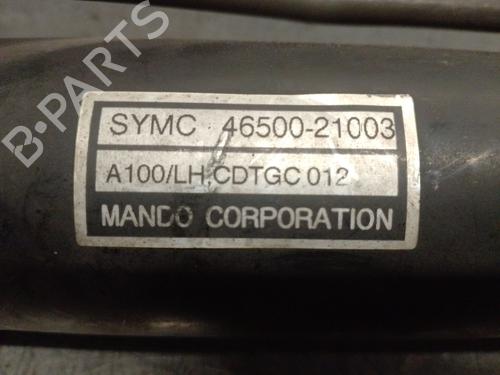 SYMC 46500-21003
A100/LH, CDTGC 012
MANDO CORPORATION
B-PARTS